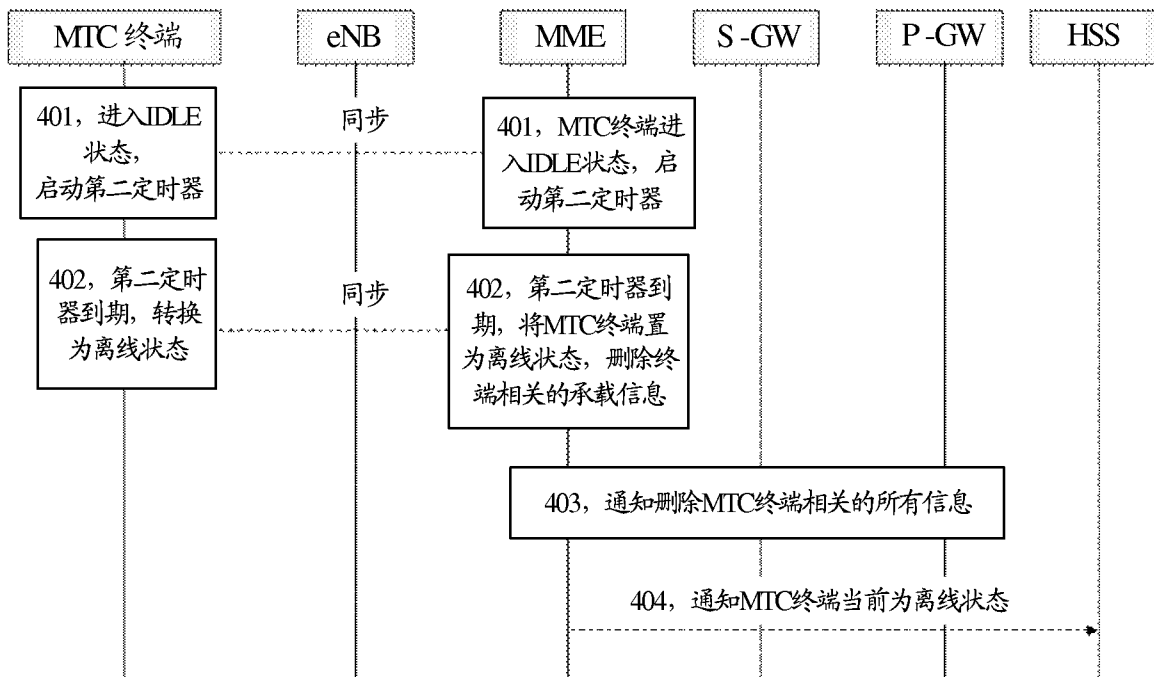 MTC 终端
eNB
MME
S -GW
P -GW
HSS
401，进入IDLE
状态，
启动第二定时器
同步
401，MTC终端进
入IDLE状态，启
动第二定时器
402，第二定时
器到期，转换
为离线状态
同步
402，第二定时器到
期，将MTC终端置
为离线状态，删除终
端相关的承载信息
403，通知删除MTC终端相关的所有信息
404，通知MTC终端当前为离线状态